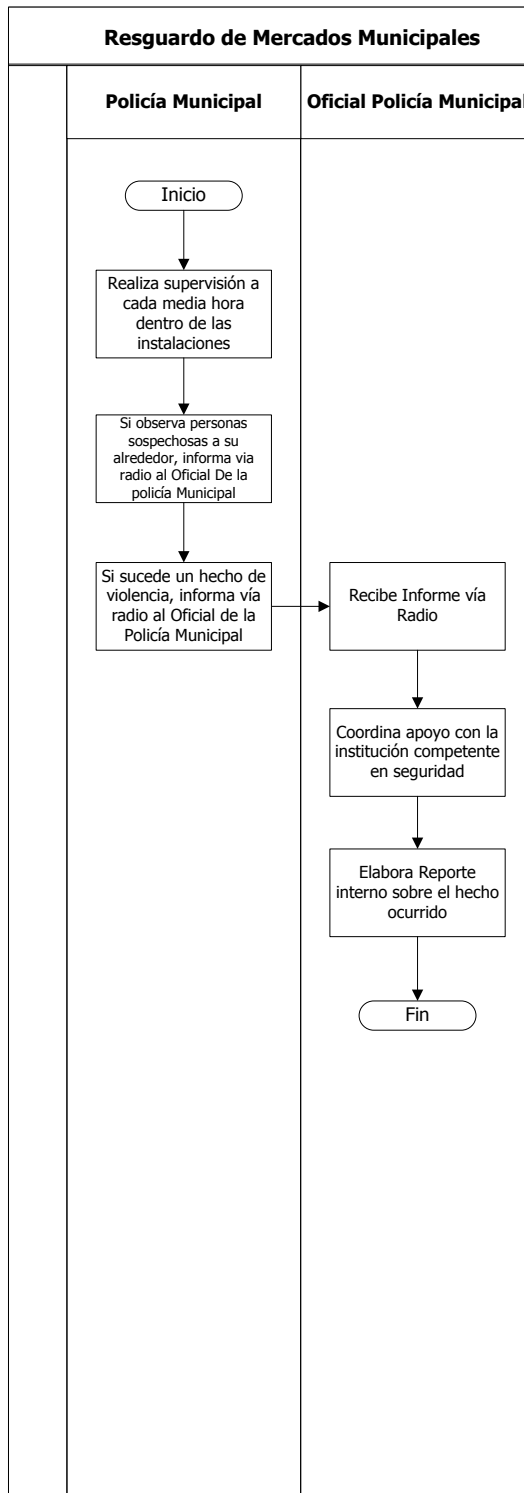 Resguardo de Mercados Municipales
Policía Municipal
Oficial Policía Municipal
Inicio
Realiza supervisión a
cada media hora
dentro de las
instalaciones
Si observa personas
sospechosas a su
alrededor, informa via
radio al Oficial De la
policía Municipal
Si sucede un hecho de
violencia, informa vía
radio al Oficial de la
Policía Municipal
Recibe Informe vía
Radio
Coordina apoyo con la
institución competente
en seguridad
Elabora Reporte
interno sobre el hecho
ocurrido
Fin